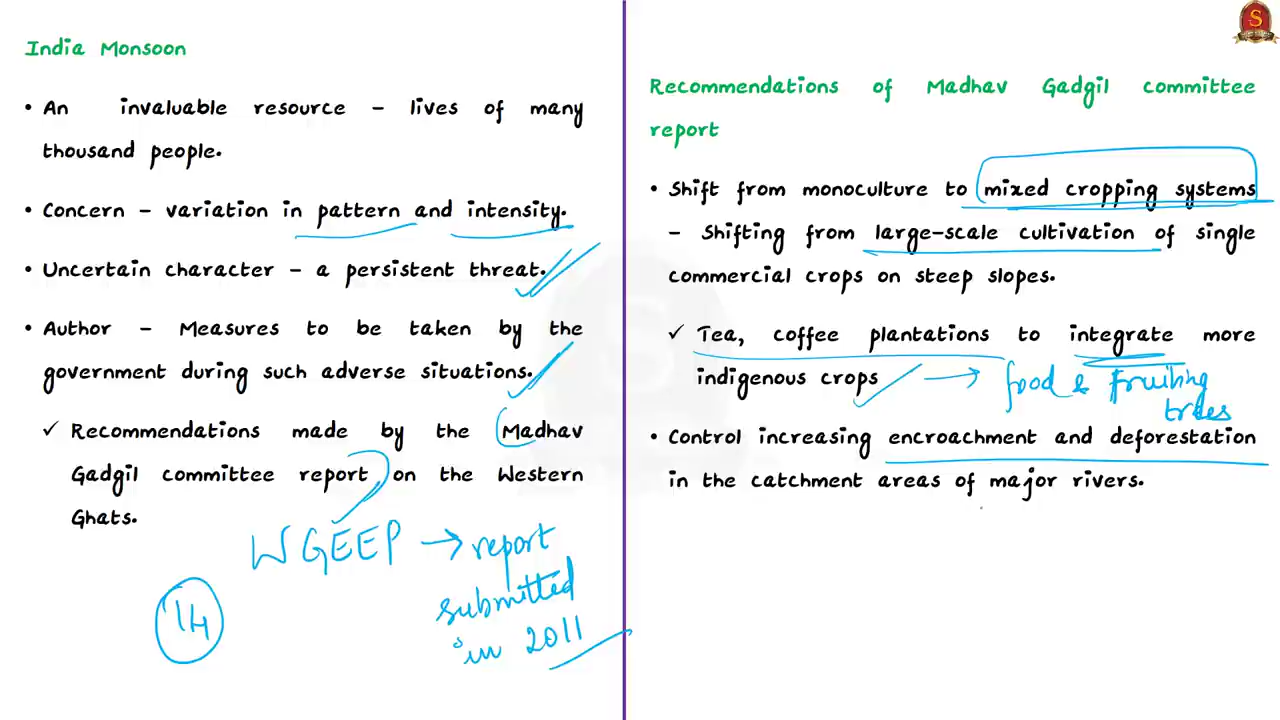 India Monsoon
• An invaluable resource – lives of many
thousand people.
• Concern – variation in pattern and intensity.
• Uncertain character – a persistent threat.
• Author – Measures to be taken by the
government during such adverse situations.
✓ Recommendations made by the Madhav
Gadgil committee report on the Western
Ghats.
WGEEP → report
submitted
in 2011
14
Recommendations of Madhav Gadgil committee
report
• Shift from monoculture to mixed cropping systems
– Shifting from large-scale cultivation of single
commercial crops on steep slopes.
✓ Tea, coffee plantations to integrate more
indigenous crops → food & fruiting
trees
• Control increasing encroachment and deforestation
in the catchment areas of major rivers.
S